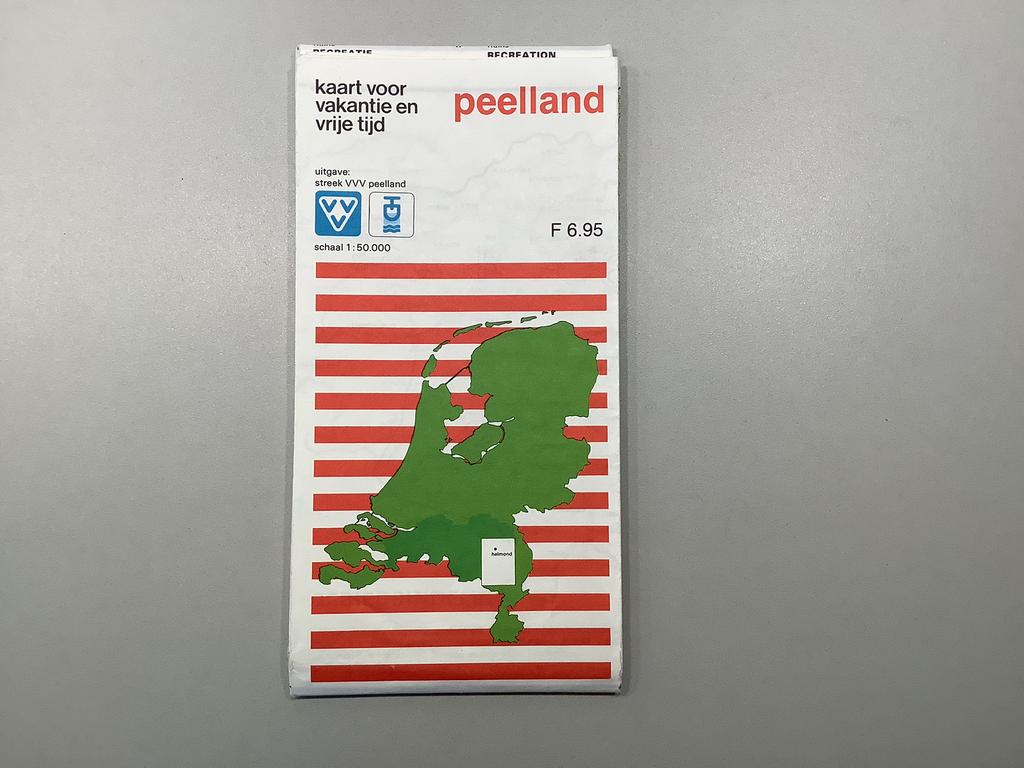 RECREATIE
RECREATION
kaart voor
vakantie en
vrije tijd
peelland
uitgave:
streek VVV peelland
VVV
F 6.95
schaal 1:50.000
helmond